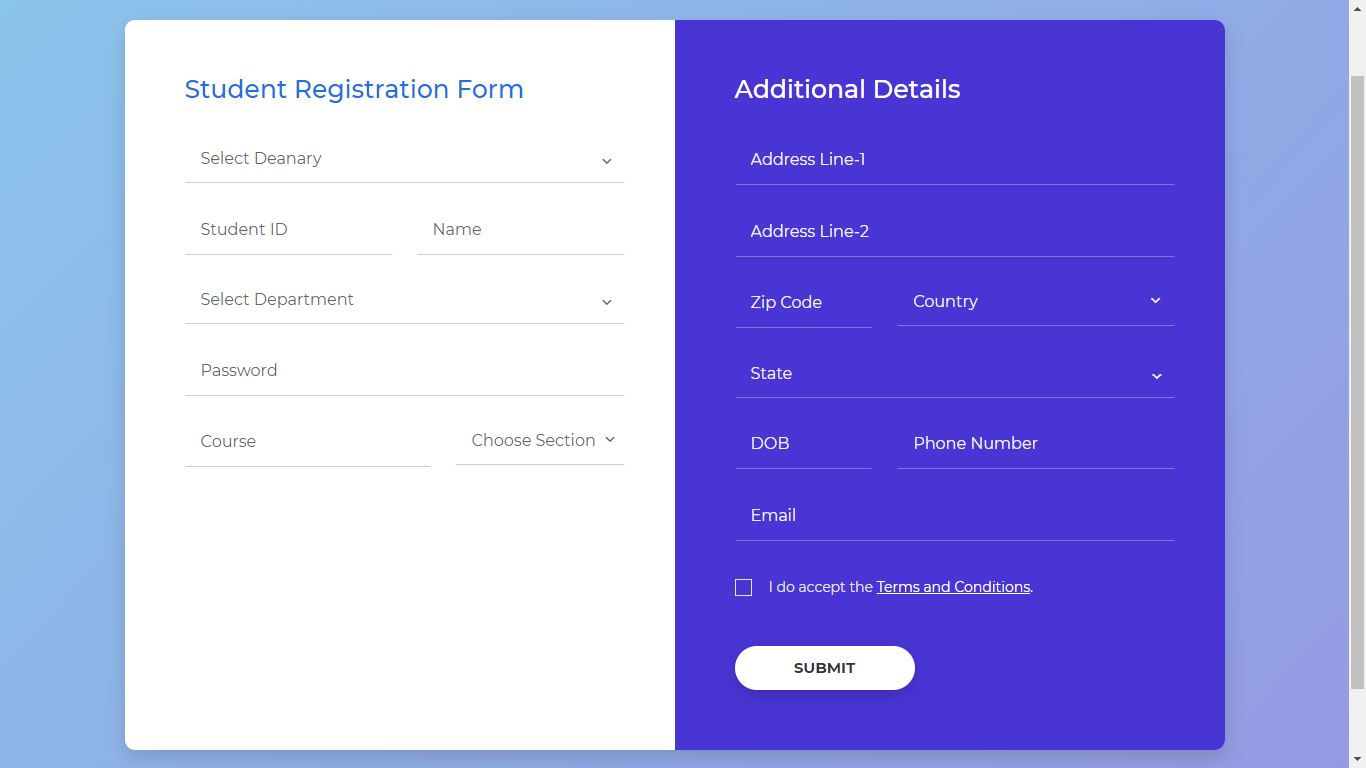 Student Registration Form
Select Deanary
Student ID
Name
Select Department
Password
Course
Choose Section
Additional Details
Address Line-1
Address Line-2
Zip Code
Country
State
DOB
Phone Number
Email
I do accept the Terms and Conditions.
SUBMIT